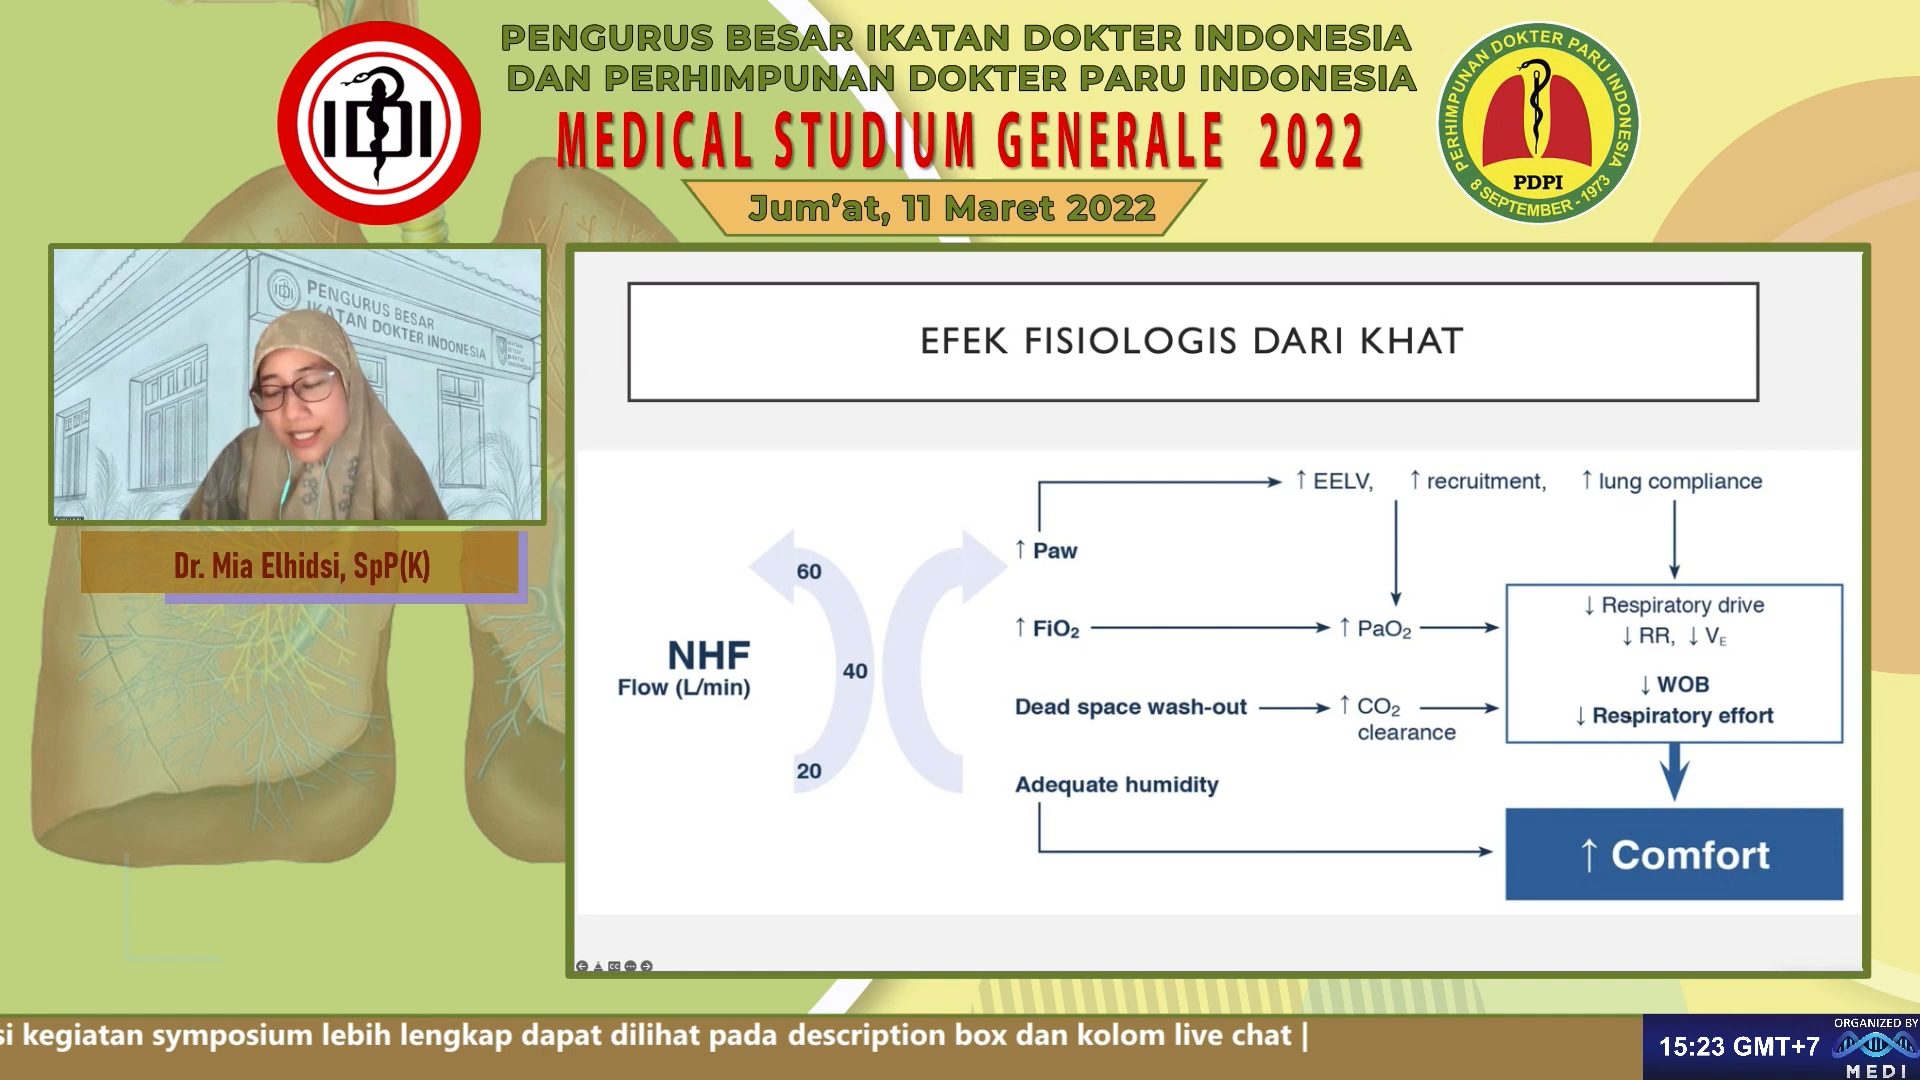 PENGURUS BESAR IKATAN DOKTER INDONESIA
DAN PERHIMPUNAN DOKTER PARU INDONESIA
MEDICAL STUDIUM GENERALE 2022
Jum'at, 11 Maret 2022
IDI
PERHIMPUNAN DOKTER PARU INDONESIA
PDPI
8 SEPTEMBER - 1973
PENGURUS BESAR
IKATAN DOKTER INDONESIA
Dr. Mia Elhidsi, SpP(K)
EFEK FISIOLOGIS DARI KHAT
↑ EELV, ↑ recruitment, ↑ lung compliance
↑ Paw
60
↑ FiO₂
↑ PaO₂
↓ Respiratory drive
↓ RR, ↓ VE
NHF
Flow (L/min)
40
↓ WOB
↓ Respiratory effort
Dead space wash-out
↑ CO₂
clearance
20
Adequate humidity
↑ Comfort
si kegiatan symposium lebih lengkap dapat dilihat pada description box dan kolom live chat |
15:23 GMT+7
ORGANIZED BY
MEDI